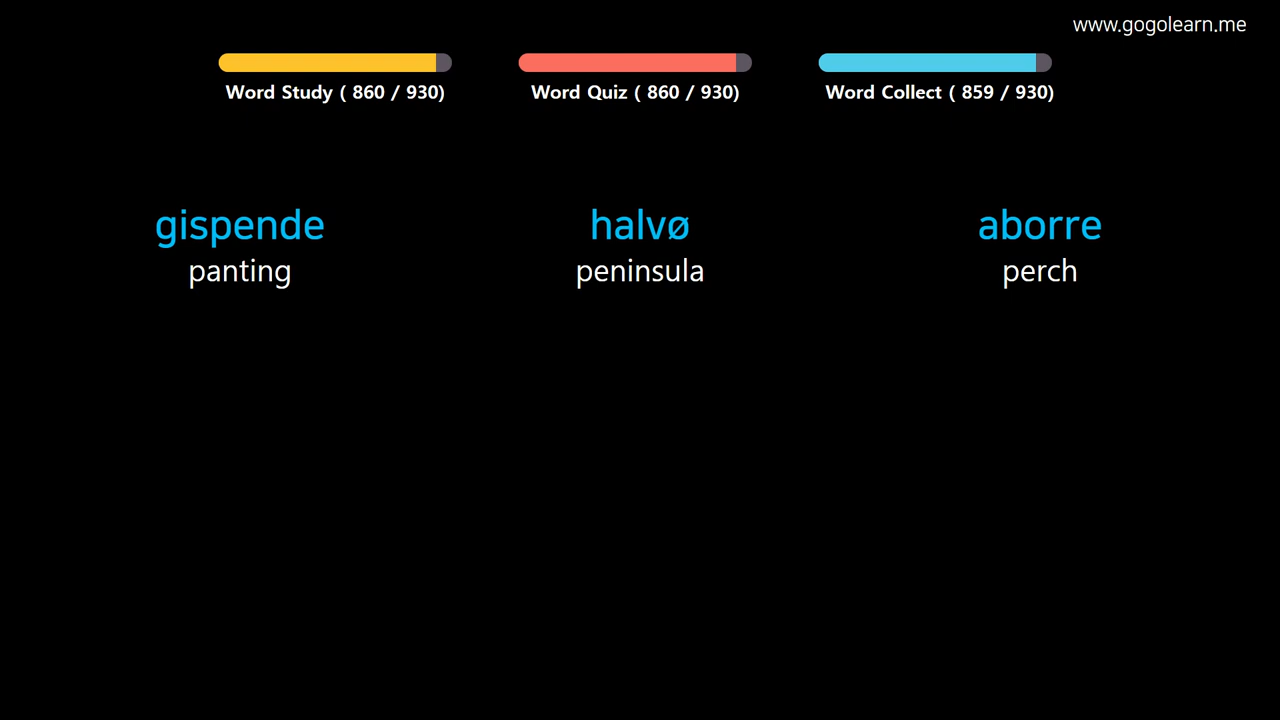 www.gogolearn.me
Word Study ( 860 / 930)
Word Quiz ( 860 / 930)
Word Collect ( 859 / 930)
gispende
panting
halvø
peninsula
aborre
perch